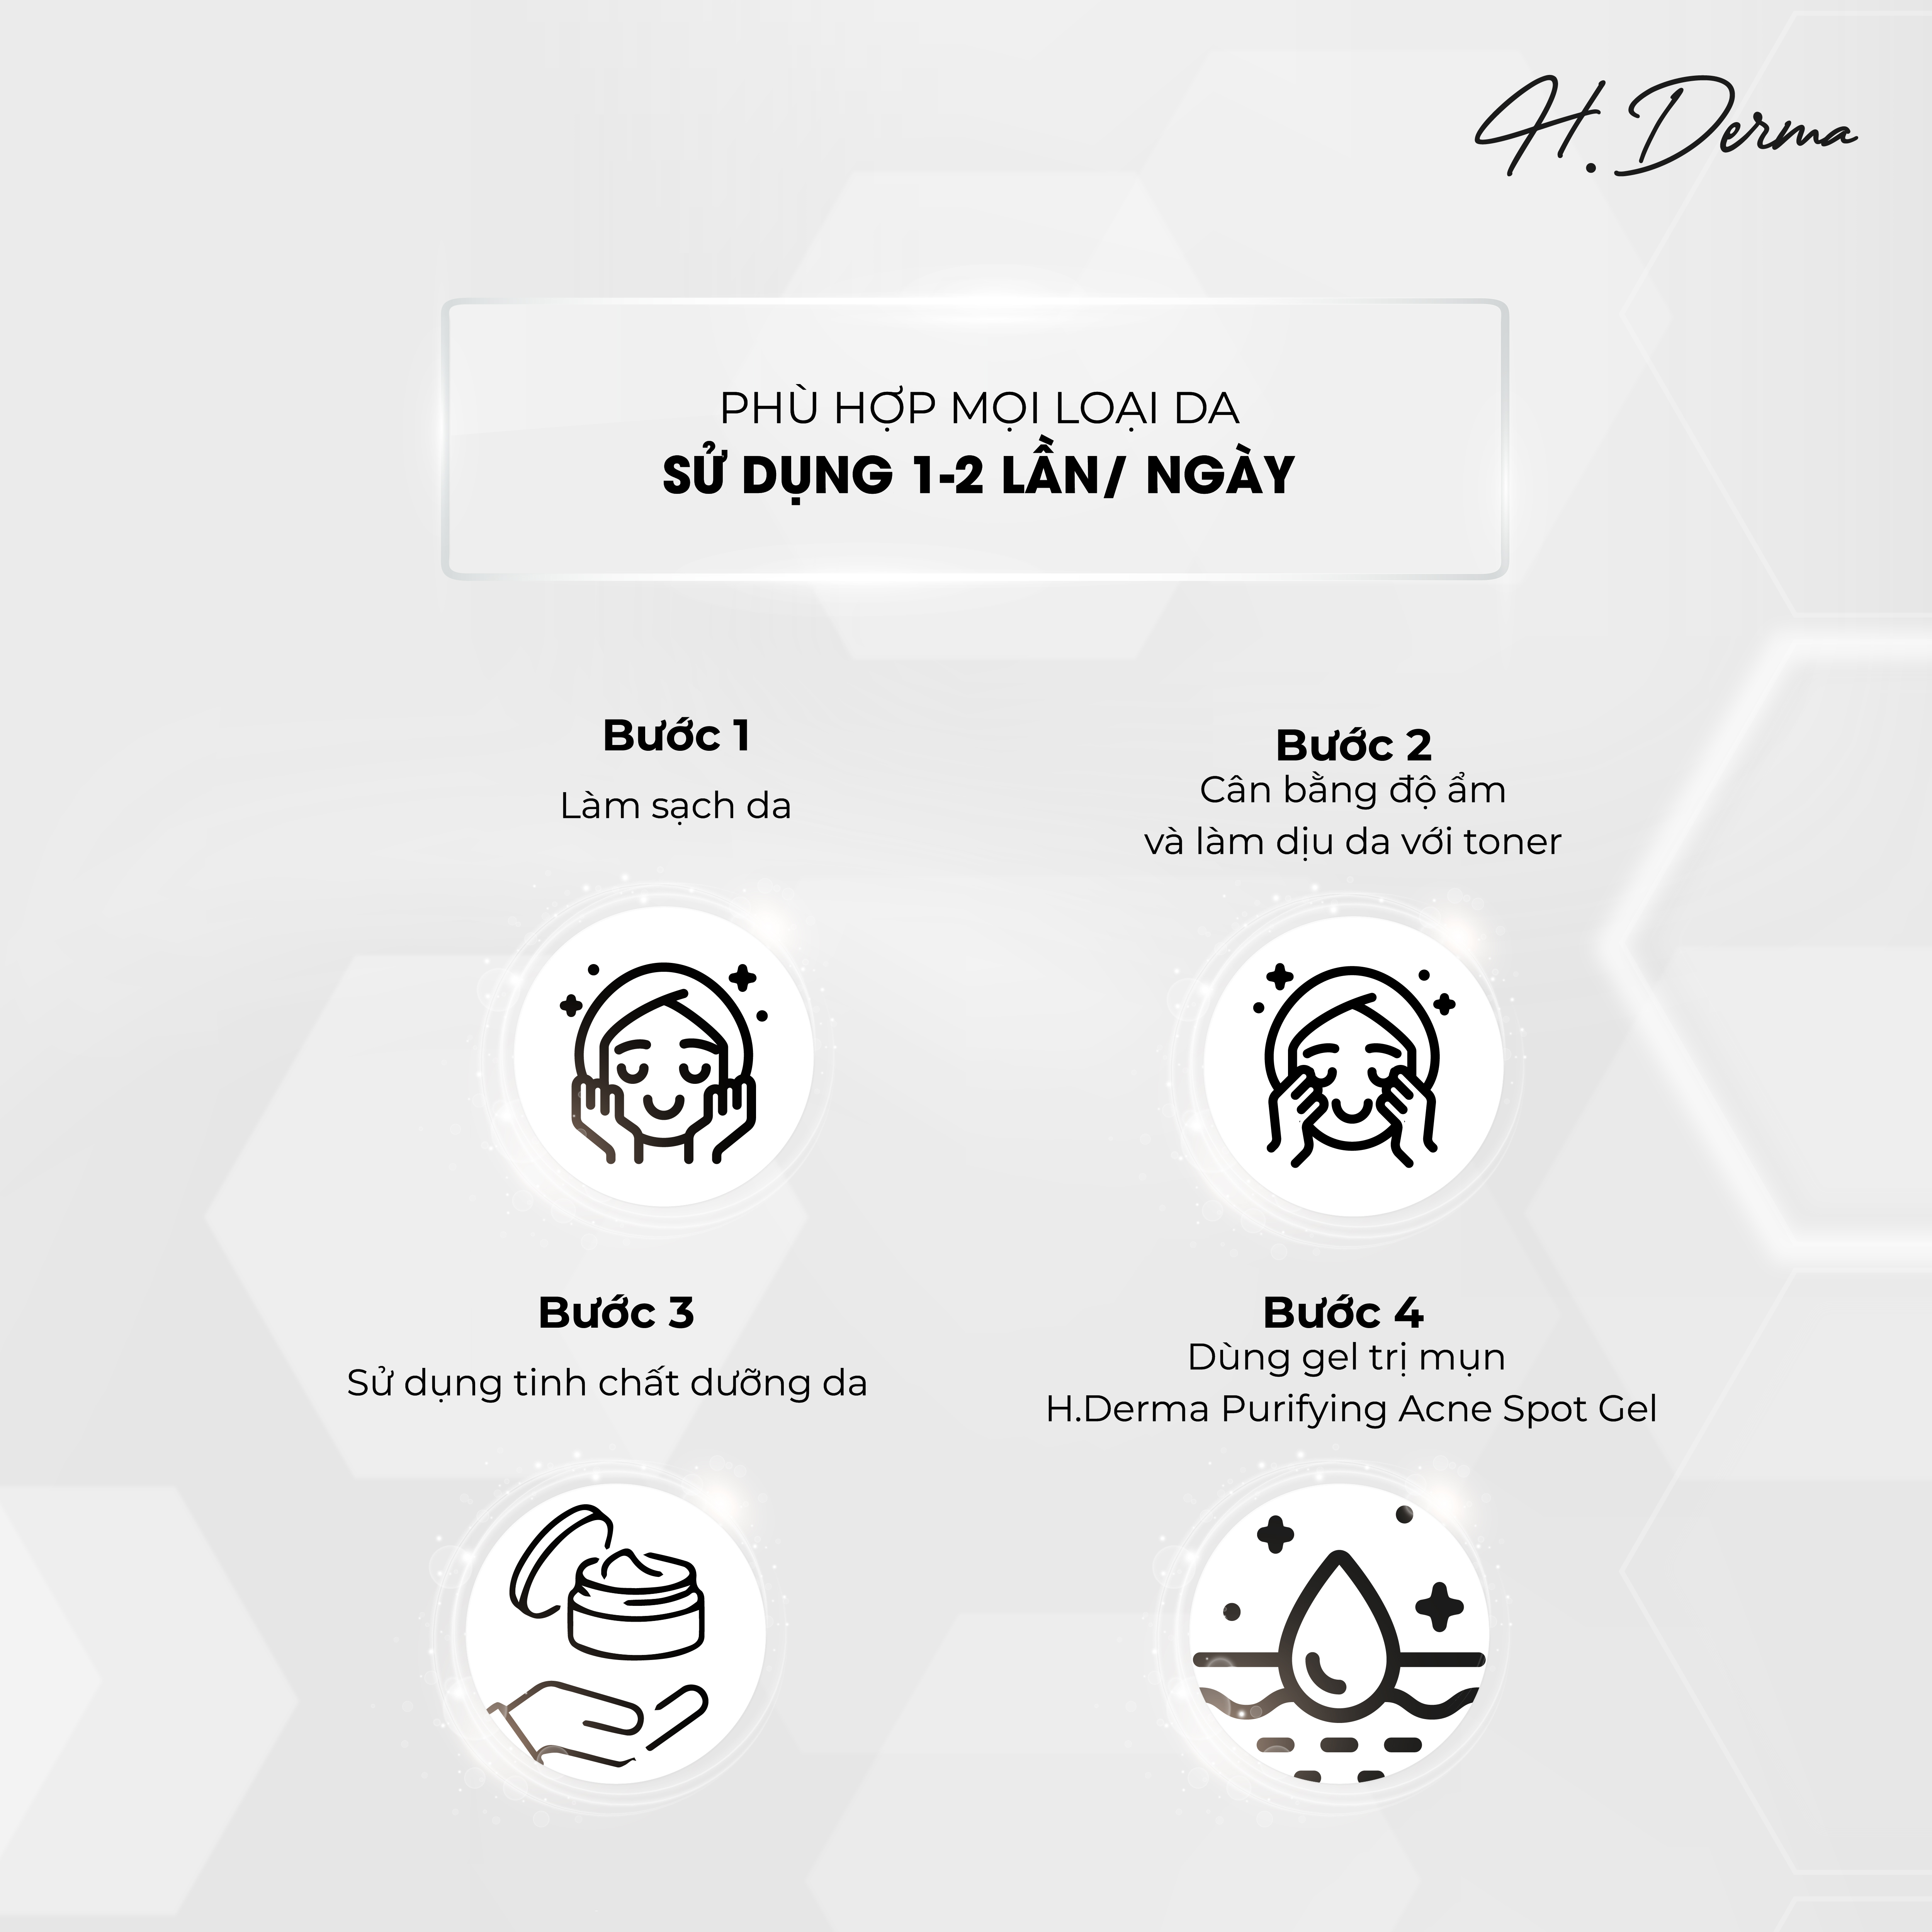 H.Derma
PHÙ HỢP MỌI LOẠI DA
SỬ DỤNG 1-2 LẦN/ NGÀY
Bước 1
Làm sạch da
Bước 2
Cân bằng độ ẩm
và làm dịu da với toner
Bước 3
Sử dụng tinh chất dưỡng da
Bước 4
Dùng gel trị mụn
H.Derma Purifying Acne Spot Gel